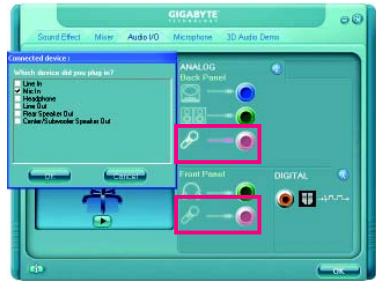 GIGABYTE
TECHNOLOGY
Sound Effect Mixer Audio I/O Microphone 3D Audio Demo
Connected device :
Which device did you plug in?
Line In
Mic In
Headphone
Line Out
Rear Speaker Out
Center/Subwoofer Speaker Out
OK Cancel
ANALOG
Back Panel
Front Panel
DIGITAL
OK